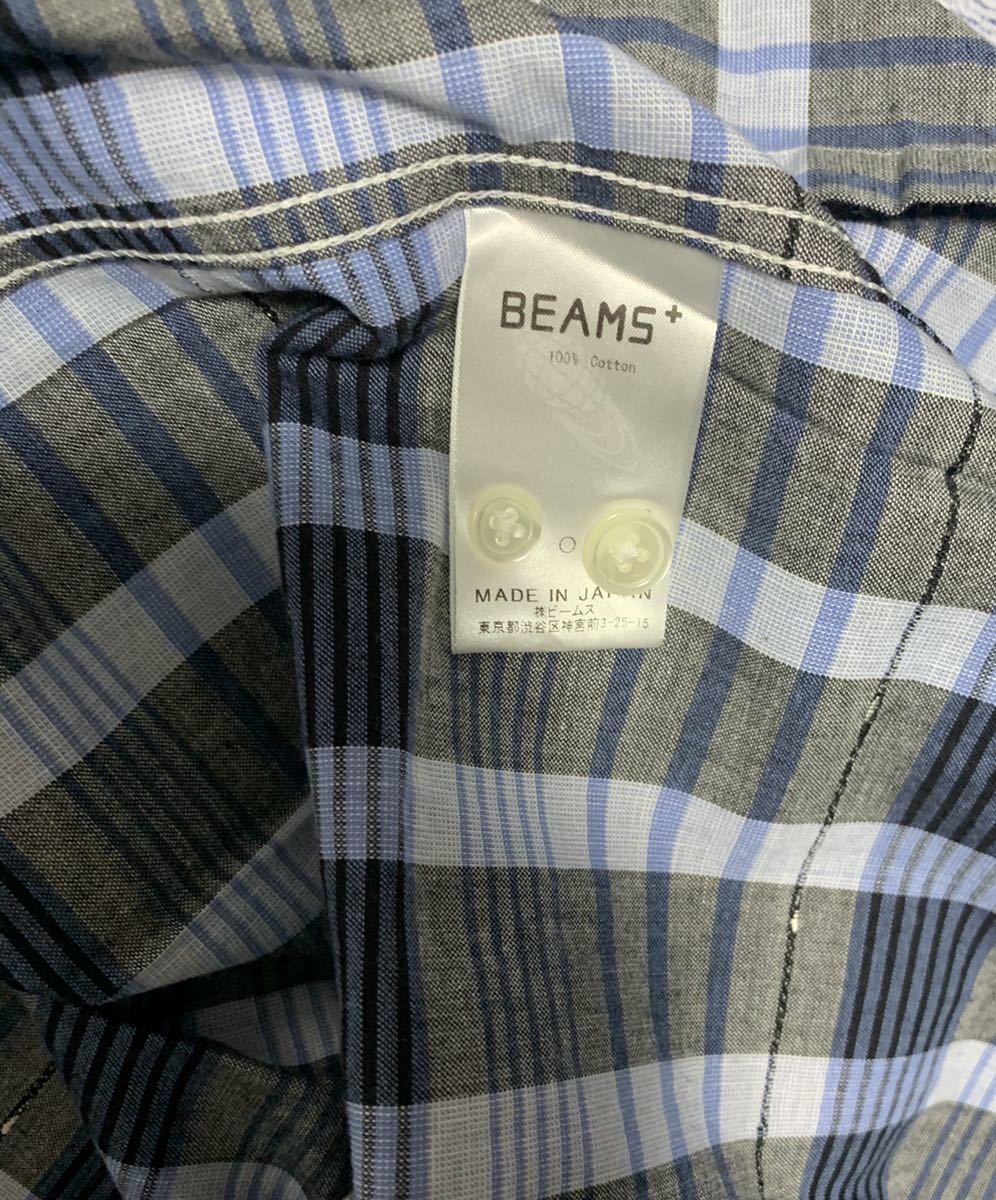 BEAMS+
100% Cotton
MADE IN JAPAN
㈱ビームス
東京都渋谷区神宮前3-25-15